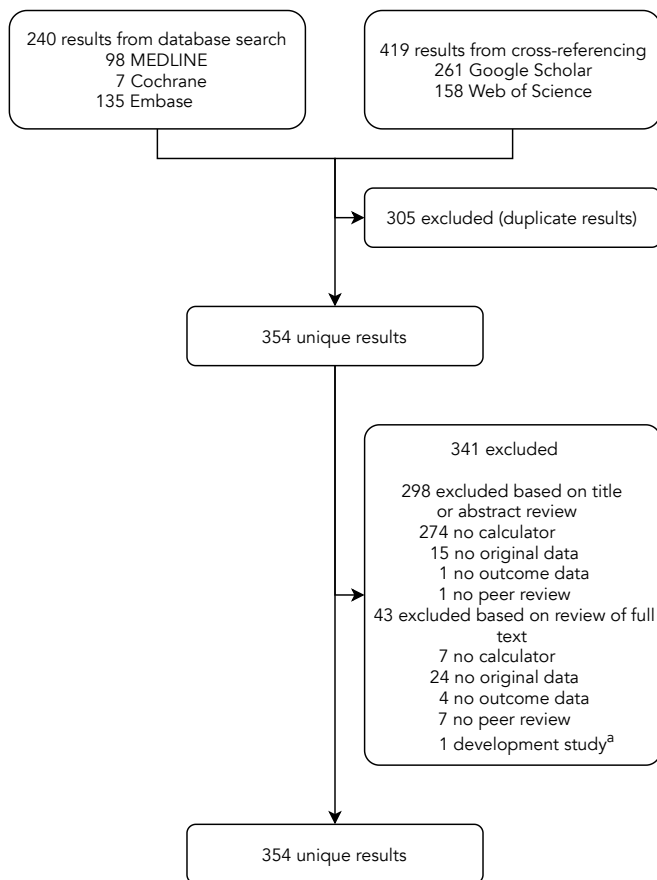 240 results from database search
98 MEDLINE
7 Cochrane
135 Embase
419 results from cross-referencing
261 Google Scholar
158 Web of Science
305 excluded (duplicate results)
354 unique results
341 excluded
298 excluded based on title
or abstract review
274 no calculator
15 no original data
1 no outcome data
1 no peer review
43 excluded based on review of full
text
7 no calculator
24 no original data
4 no outcome data
7 no peer review
1 development studyᵃ
354 unique results